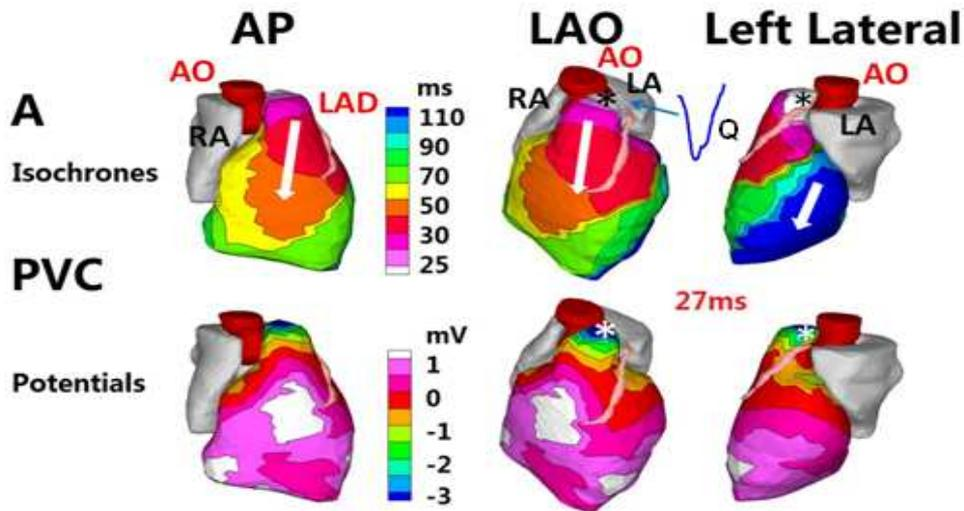 AP LAO Left Lateral
AO ms AO LA AO
A RA LAD 110 RA * Q * LA
Isochrones 90
70
50
30
25
PVC
27ms
mV * *
Potentials 1
0
-1
-2
-3